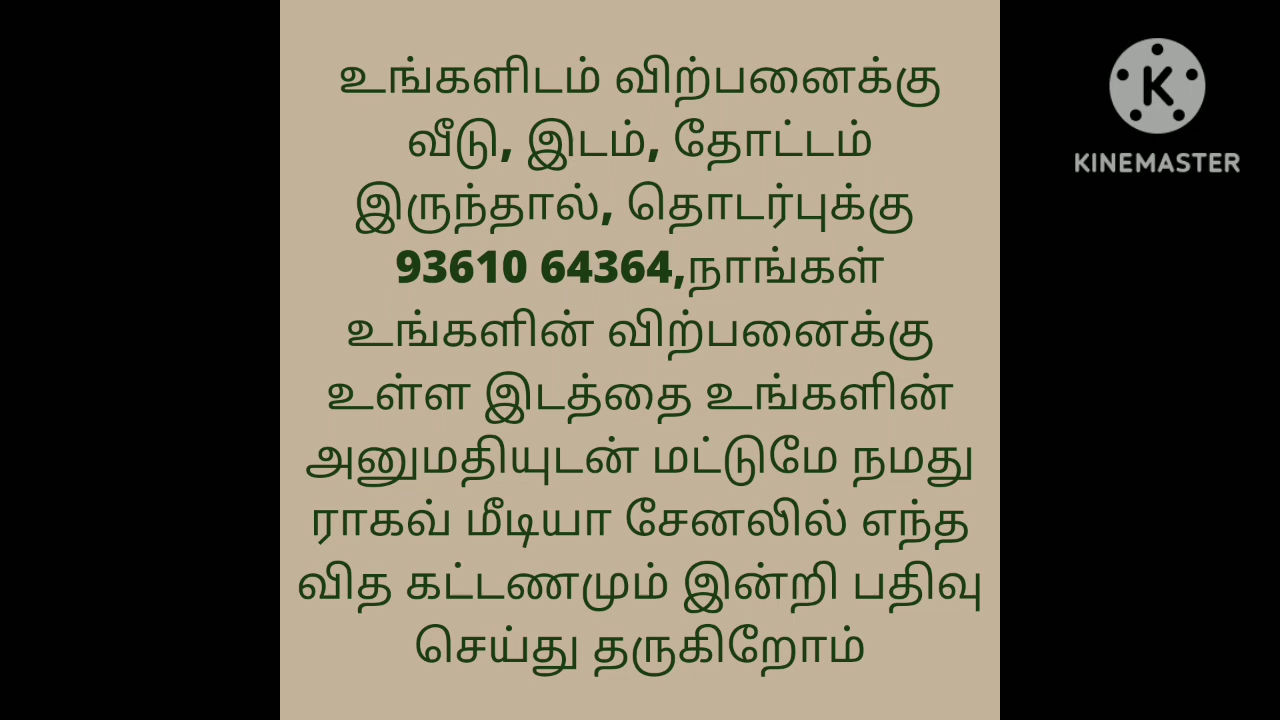 உங்களிடம் விற்பனைக்கு
வீடு, இடம், தோட்டம்
இருந்தால், தொடர்புக்கு
93610 64364,நாங்கள்
உங்களின் விற்பனைக்கு
உள்ள இடத்தை உங்களின்
அனுமதியுடன் மட்டுமே நமது
ராகவ் மீடியா சேனலில் எந்த
வித கட்டணமும் இன்றி பதிவு
செய்து தருகிறோம்
K
KINEMASTER